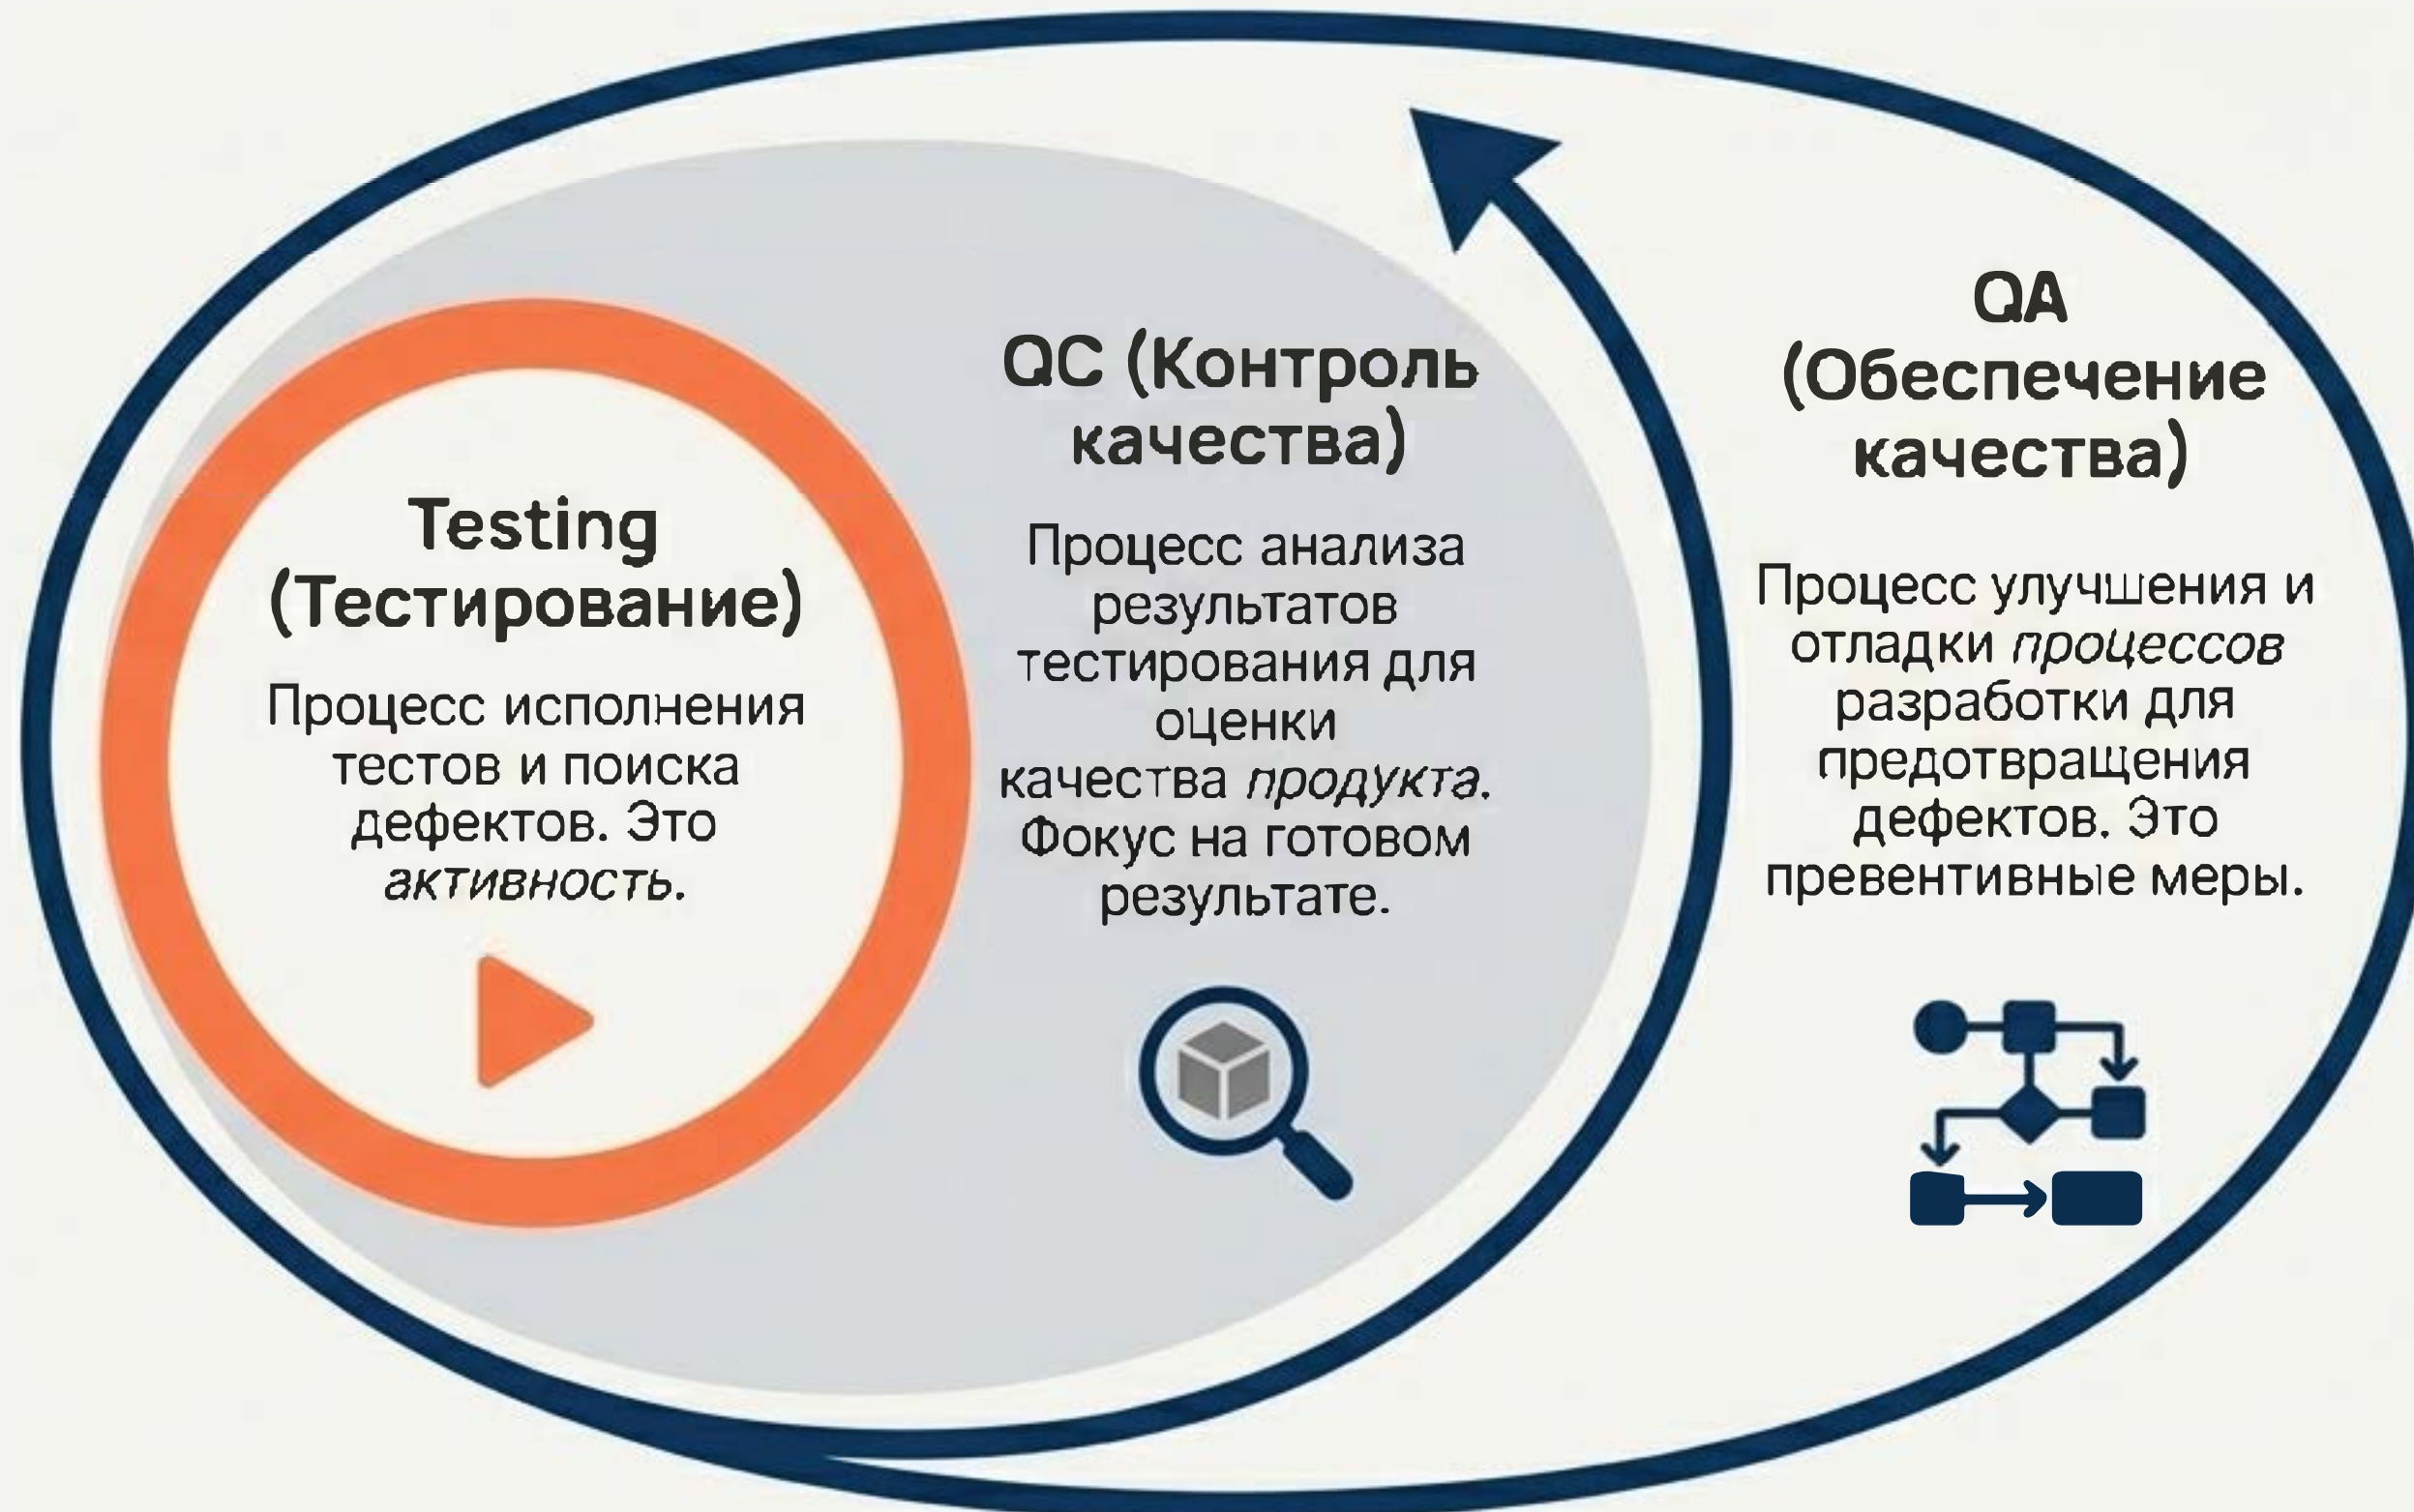 Testing
(Тестирование)
Процесс исполнения
тестов и поиска
дефектов. Это
активность.
QC (Контроль
качества)
Процесс анализа
результатов
тестирования для
оценки
качества продукта.
Фокус на готовом
результате.
QA
(Обеспечение
качества)
Процесс улучшения и
отладки процессов
разработки для
предотвращения
дефектов. Это
превентивные меры.